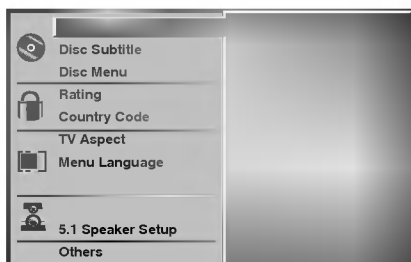 Disc Subtitle
Disc Menu
Rating
Country Code
TV Aspect
Menu Language
5.1 Speaker Setup
Others